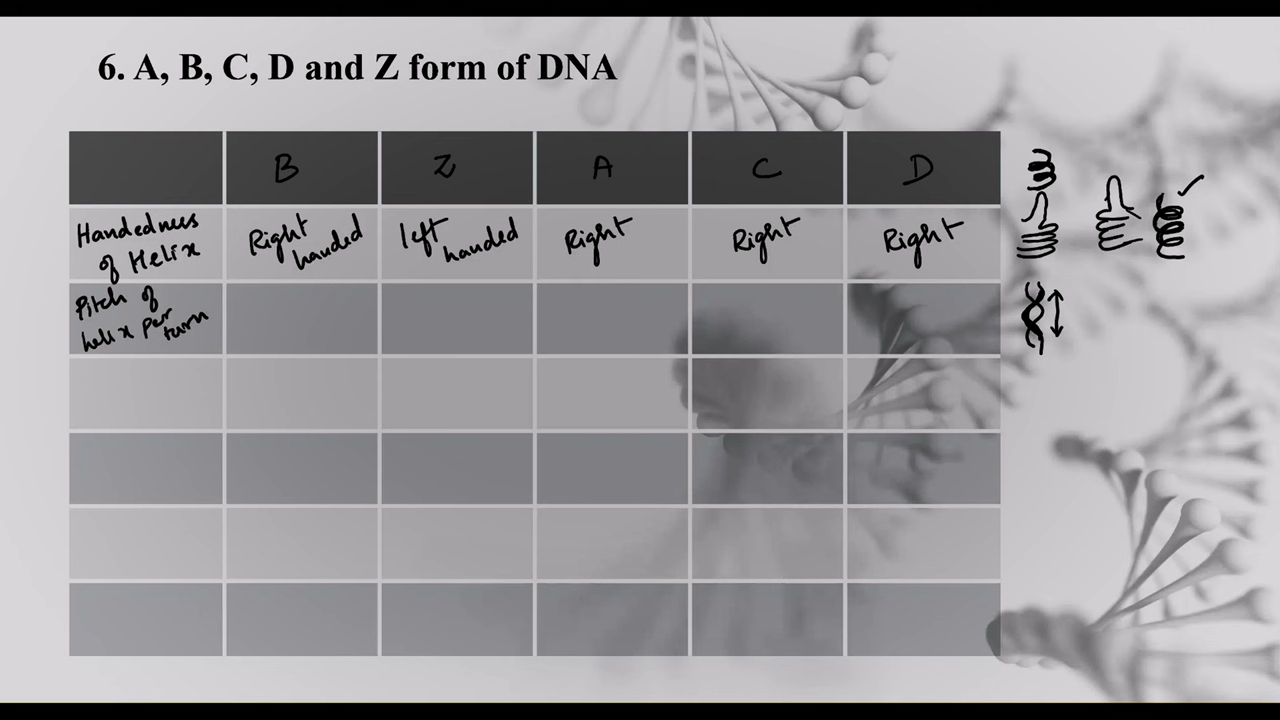 6. A, B, C, D and Z form of DNA
B Z A C D
Handedness
of Helix
Right
handed
left
handed
Right
Right
Right
Pitch of
helix per
turn